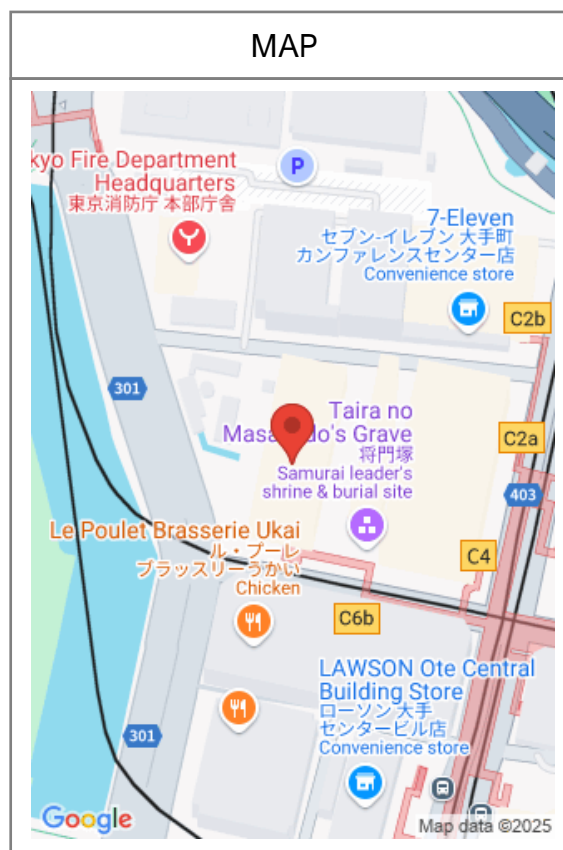 MAP
kyo Fire Department
Headquarters
東京消防庁 本部庁舎
P
7-Eleven
セブン-イレブン 大手町
カンファレンスセンター店
Convenience store
C2b
301
Taira no
Grave
将門塚
Samurai leader's
shrine & burial site
C2a
403
Le Poulet Brasserie Ukai
ル・プーレ
ブラッスリーうかい
Chicken
C4
C6b
LAWSON Ote Central
Building Store
ローソン 大手
センタービル店
Convenience store
301
Google
Map data ©2025